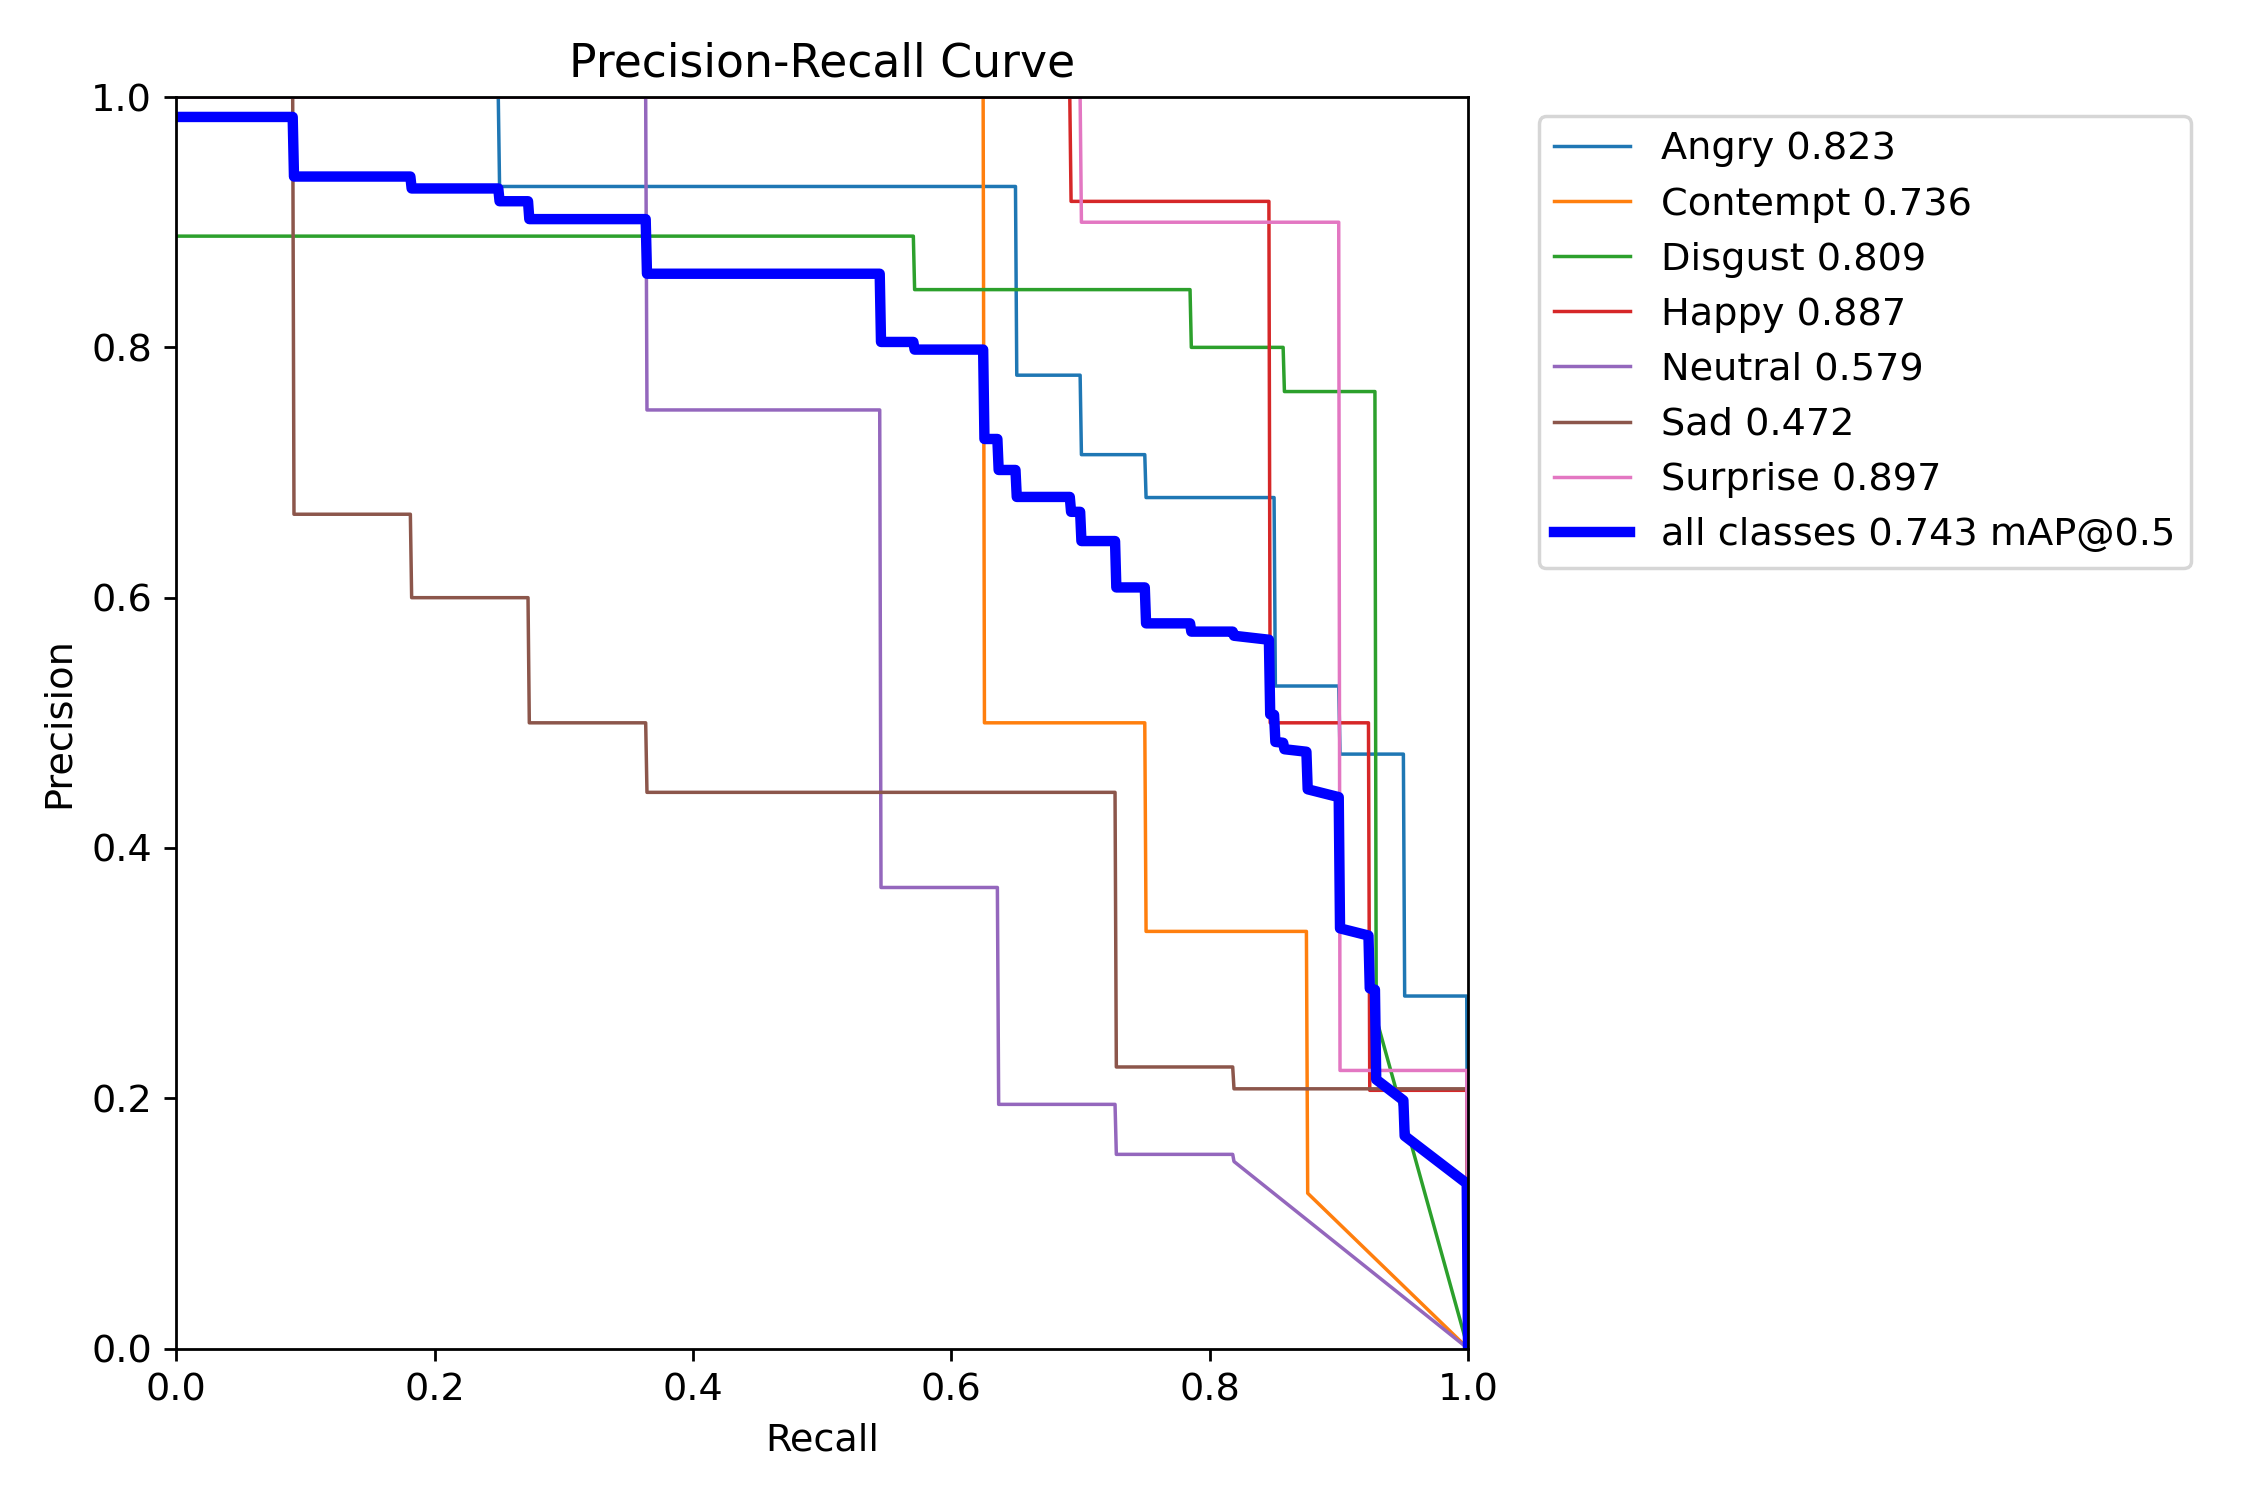 Precision-Recall Curve
1.0
0.8
0.6
0.4
0.2
0.0
Precision
0.0 0.2 0.4 0.6 0.8 1.0
Recall
Angry 0.823
Contempt 0.736
Disgust 0.809
Happy 0.887
Neutral 0.579
Sad 0.472
Surprise 0.897
all classes 0.743 mAP@0.5